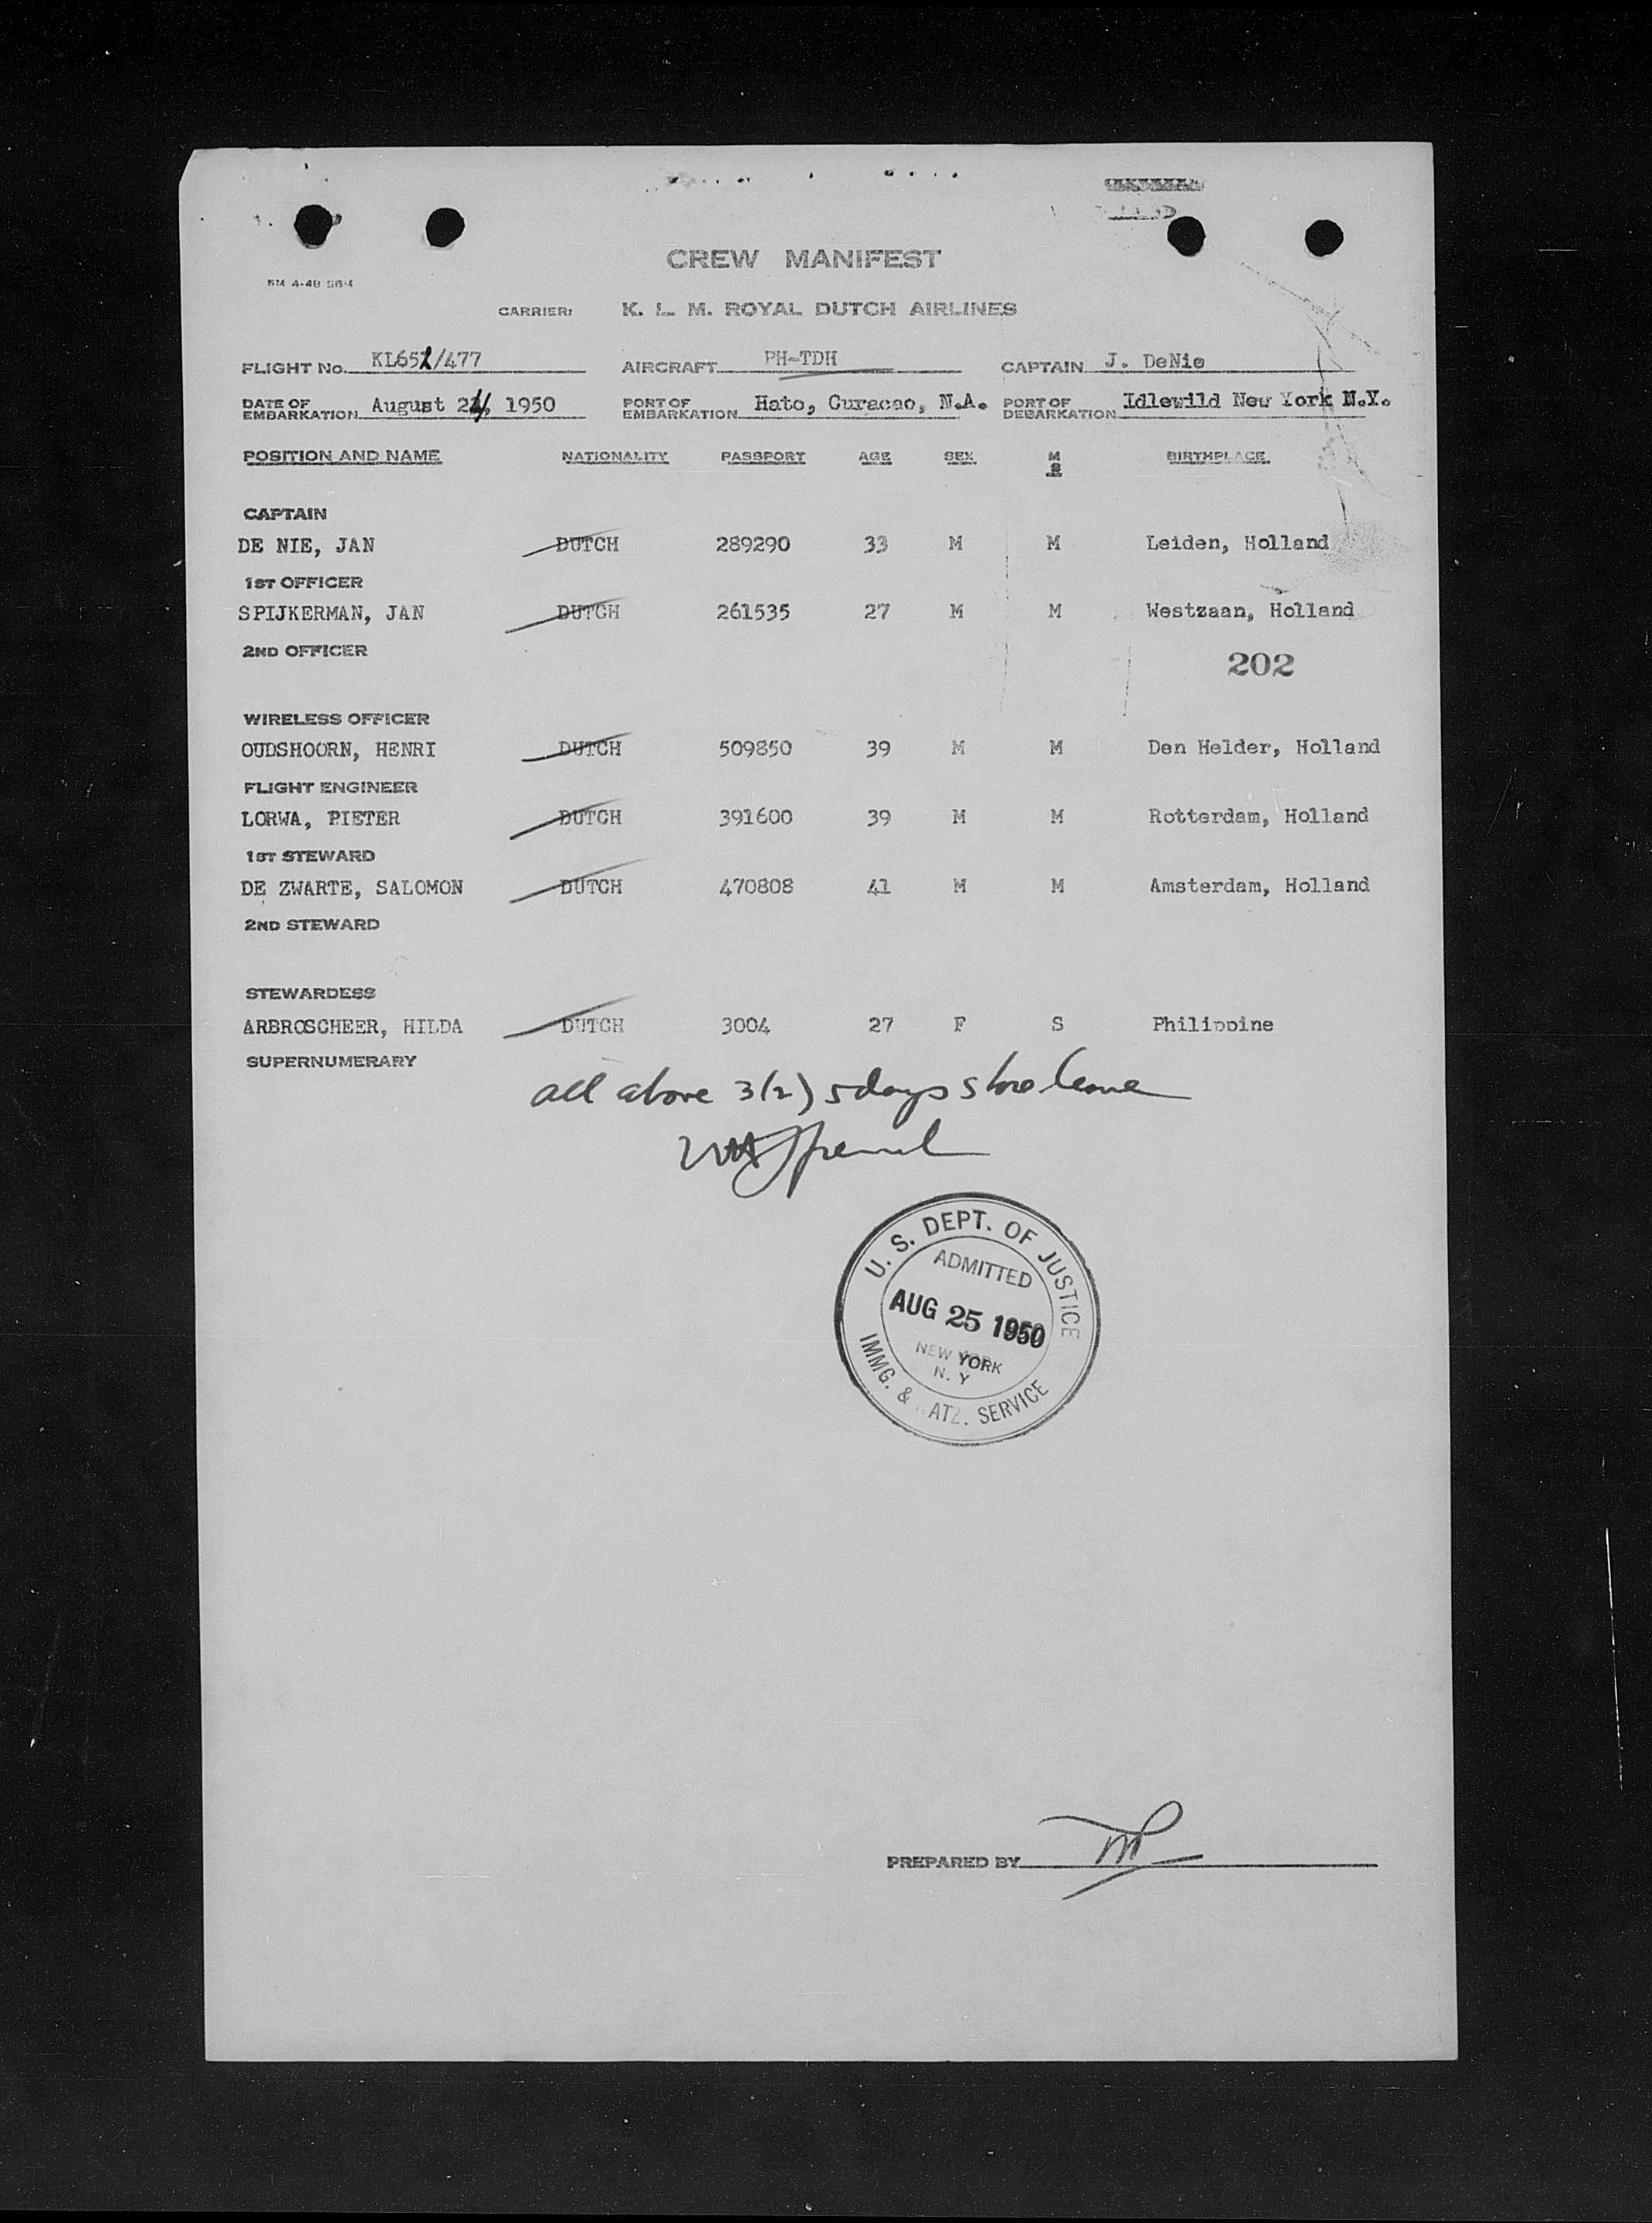 CREW MANIFEST
CARRIER: K. L. M. ROYAL DUTCH AIRLINES
FLIGHT No. KL652/477 AIRCRAFT PH-TDH CAPTAIN J. DeNie
DATE OF EMBARKATION August 24, 1950 PORT OF EMBARKATION Hato, Curacao, N.A. PORT OF DEBARKATION Idlewild New York N.Y.
POSITION AND NAME NATIONALITY PASSPORT AGE SEX M S BIRTHPLACE
CAPTAIN
DE NIE, JAN DUTCH 289290 33 M M Leiden, Holland
1ST OFFICER
SPIJKERMAN, JAN DUTCH 261535 27 M M Westzaan, Holland
2ND OFFICER
202
WIRELESS OFFICER
OUDSHOORN, HENRI DUTCH 509850 39 M M Den Helder, Holland
FLIGHT ENGINEER
LORWA, PIETER DUTCH 391600 39 M M Rotterdam, Holland
1ST STEWARD
DE ZWARTE, SALOMON DUTCH 470808 41 M M Amsterdam, Holland
2ND STEWARD
STEWARDESS
ARBROSCHEER, HILDA DUTCH 3004 27 F S Philippine
SUPERNUMERARY
all above 3(2) 5 days shore leave
U. S. DEPT. OF JUSTICE
ADMITTED
AUG 25 1950
NEW YORK
N. Y
IMMG. & NATZ. SERVICE
PREPARED BY